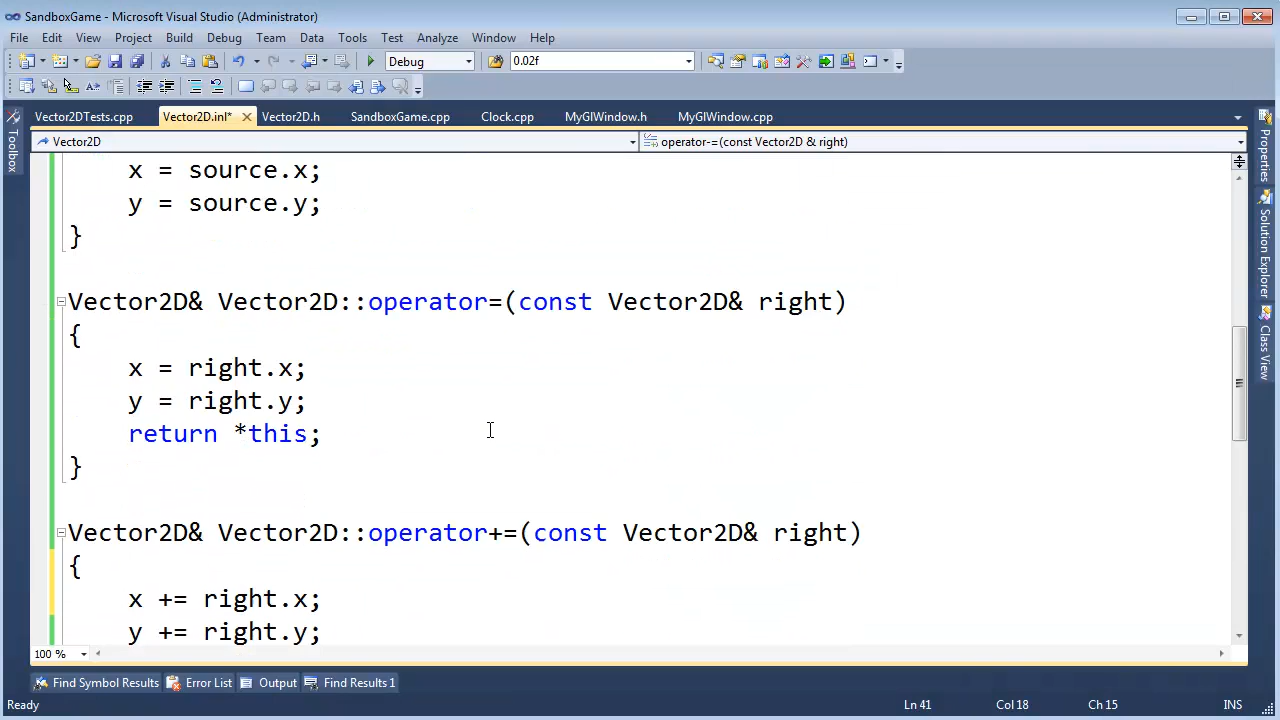 SandboxGame - Microsoft Visual Studio (Administrator)
File Edit View Project Build Debug Team Data Tools Test Analyze Window Help
Debug 0.02f
Vector2DTests.cpp Vector2D.inl* Vector2D.h SandboxGame.cpp Clock.cpp MyGlWindow.h MyGlWindow.cpp
Vector2D operator-=(const Vector2D & right)
x = source.x;
y = source.y;
}
Vector2D& Vector2D::operator=(const Vector2D& right)
{
x = right.x;
y = right.y;
return *this;
}
Vector2D& Vector2D::operator+=(const Vector2D& right)
{
x += right.x;
y += right.y;
100 %
Find Symbol Results Error List Output Find Results 1
Ready Ln 41 Col 18 Ch 15 INS
Toolbox
Properties
Solution Explorer
Class View